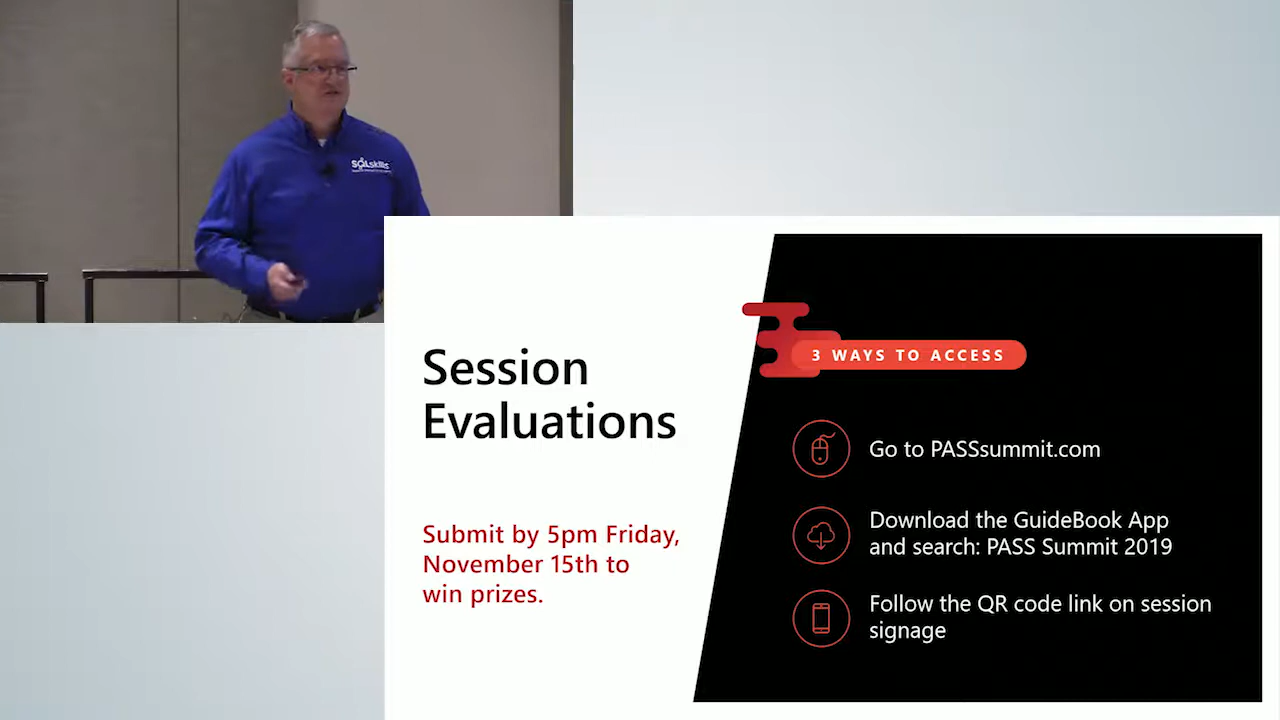 SQLskills
Session
Evaluations
Submit by 5pm Friday,
November 15th to
win prizes.
3 WAYS TO ACCESS
Go to PASSsummit.com
Download the GuideBook App
and search: PASS Summit 2019
Follow the QR code link on session
signage